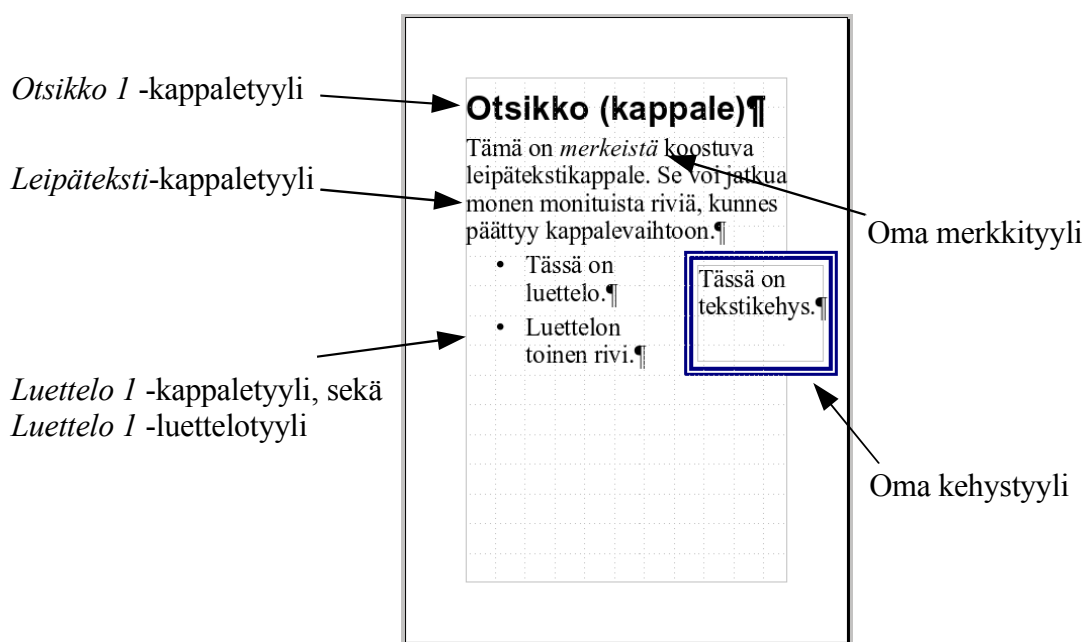 Otsikko 1 -kappaletyyli
Leipäteksti-kappaletyyli
Luettelo 1 -kappaletyyli, sekä
Luettelo 1 -luettelotyyli
Otsikko (kappale)¶
Tämä on merkeistä koostuva
leipätekstikappale. Se voi jatkua
monen monituista riviä, kunnes
päättyy kappalevaihtoon.¶
• Tässä on
luettelo.¶
• Luettelon
toinen rivi.¶
Tässä on
tekstikehys.¶
Oma merkkityyli
Oma kehystyyli